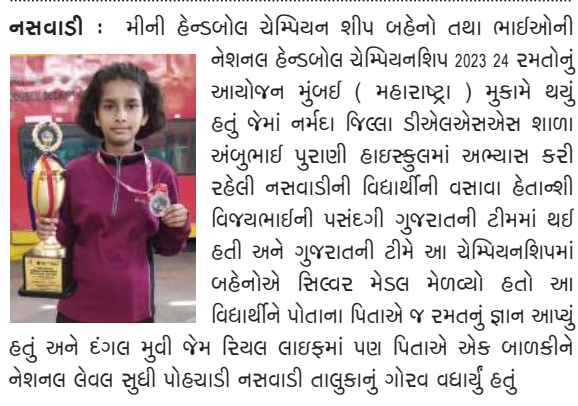 નસવાડી : મીની હેન્ડબોલ ચેમ્પિયન શીપ બહેનો તથા ભાઈઓની
નેશનલ હેન્ડબોલ ચેમ્પિયનશિપ 2023 24 રમતોનું
આયોજન મુંબઈ ( મહારાષ્ટ્રા ) મુકામે થયું
હતું જેમાં નર્મદા જિલ્લા ડીએલએસએસ શાળા
અંબુભાઈ પુરાણી હાઇસ્કુલમાં અભ્યાસ કરી
રહેલી નસવાડીની વિદ્યાર્થીની વસાવા હેતાન્શી
વિજયભાઈની પસંદગી ગુજરાતની ટીમમાં થઈ
હતી અને ગુજરાતની ટીમે આ ચેમ્પિયનશિપમાં
બહેનોએ સિલ્વર મેડલ મેળવ્યો હતો આ
વિદ્યાર્થીને પોતાના પિતાએ જ રમતનું જ્ઞાન આપ્યું
હતું અને દંગલ મુવી જેમ રિયલ લાઇફમાં પણ પિતાએ એક બાળકીને
નેશનલ લેવલ સુધી પોહચાડી નસવાડી તાલુકાનું ગૌરવ વધાર્યું હતું